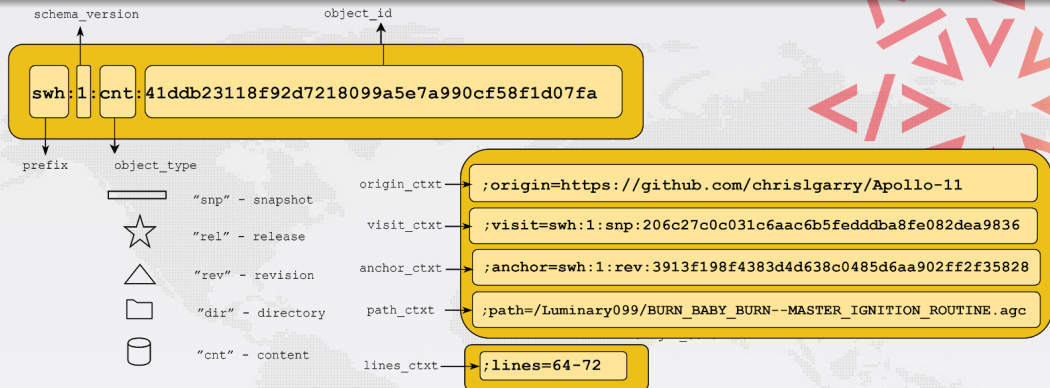 schema_version
object_id
swh:1:cnt:41ddb23118f92d7218099a5e7a990cf58f1d07fa
prefix
object_type
"snp" - snapshot
"rel" - release
"rev" - revision
"dir" - directory
"cnt" - content
origin_ctxt
;origin=https://github.com/chrislgarry/Apollo-11
visit_ctxt
;visit=swh:1:snp:206c27c0c031c6aac6b5fedddba8fe082dea9836
anchor_ctxt
;anchor=swh:1:rev:3913f198f4383d4d638c0485d6aa902ff2f35828
path_ctxt
;path=/Luminary099/BURN_BABY_BURN--MASTER_IGNITION_ROUTINE.agc
lines_ctxt
;lines=64-72